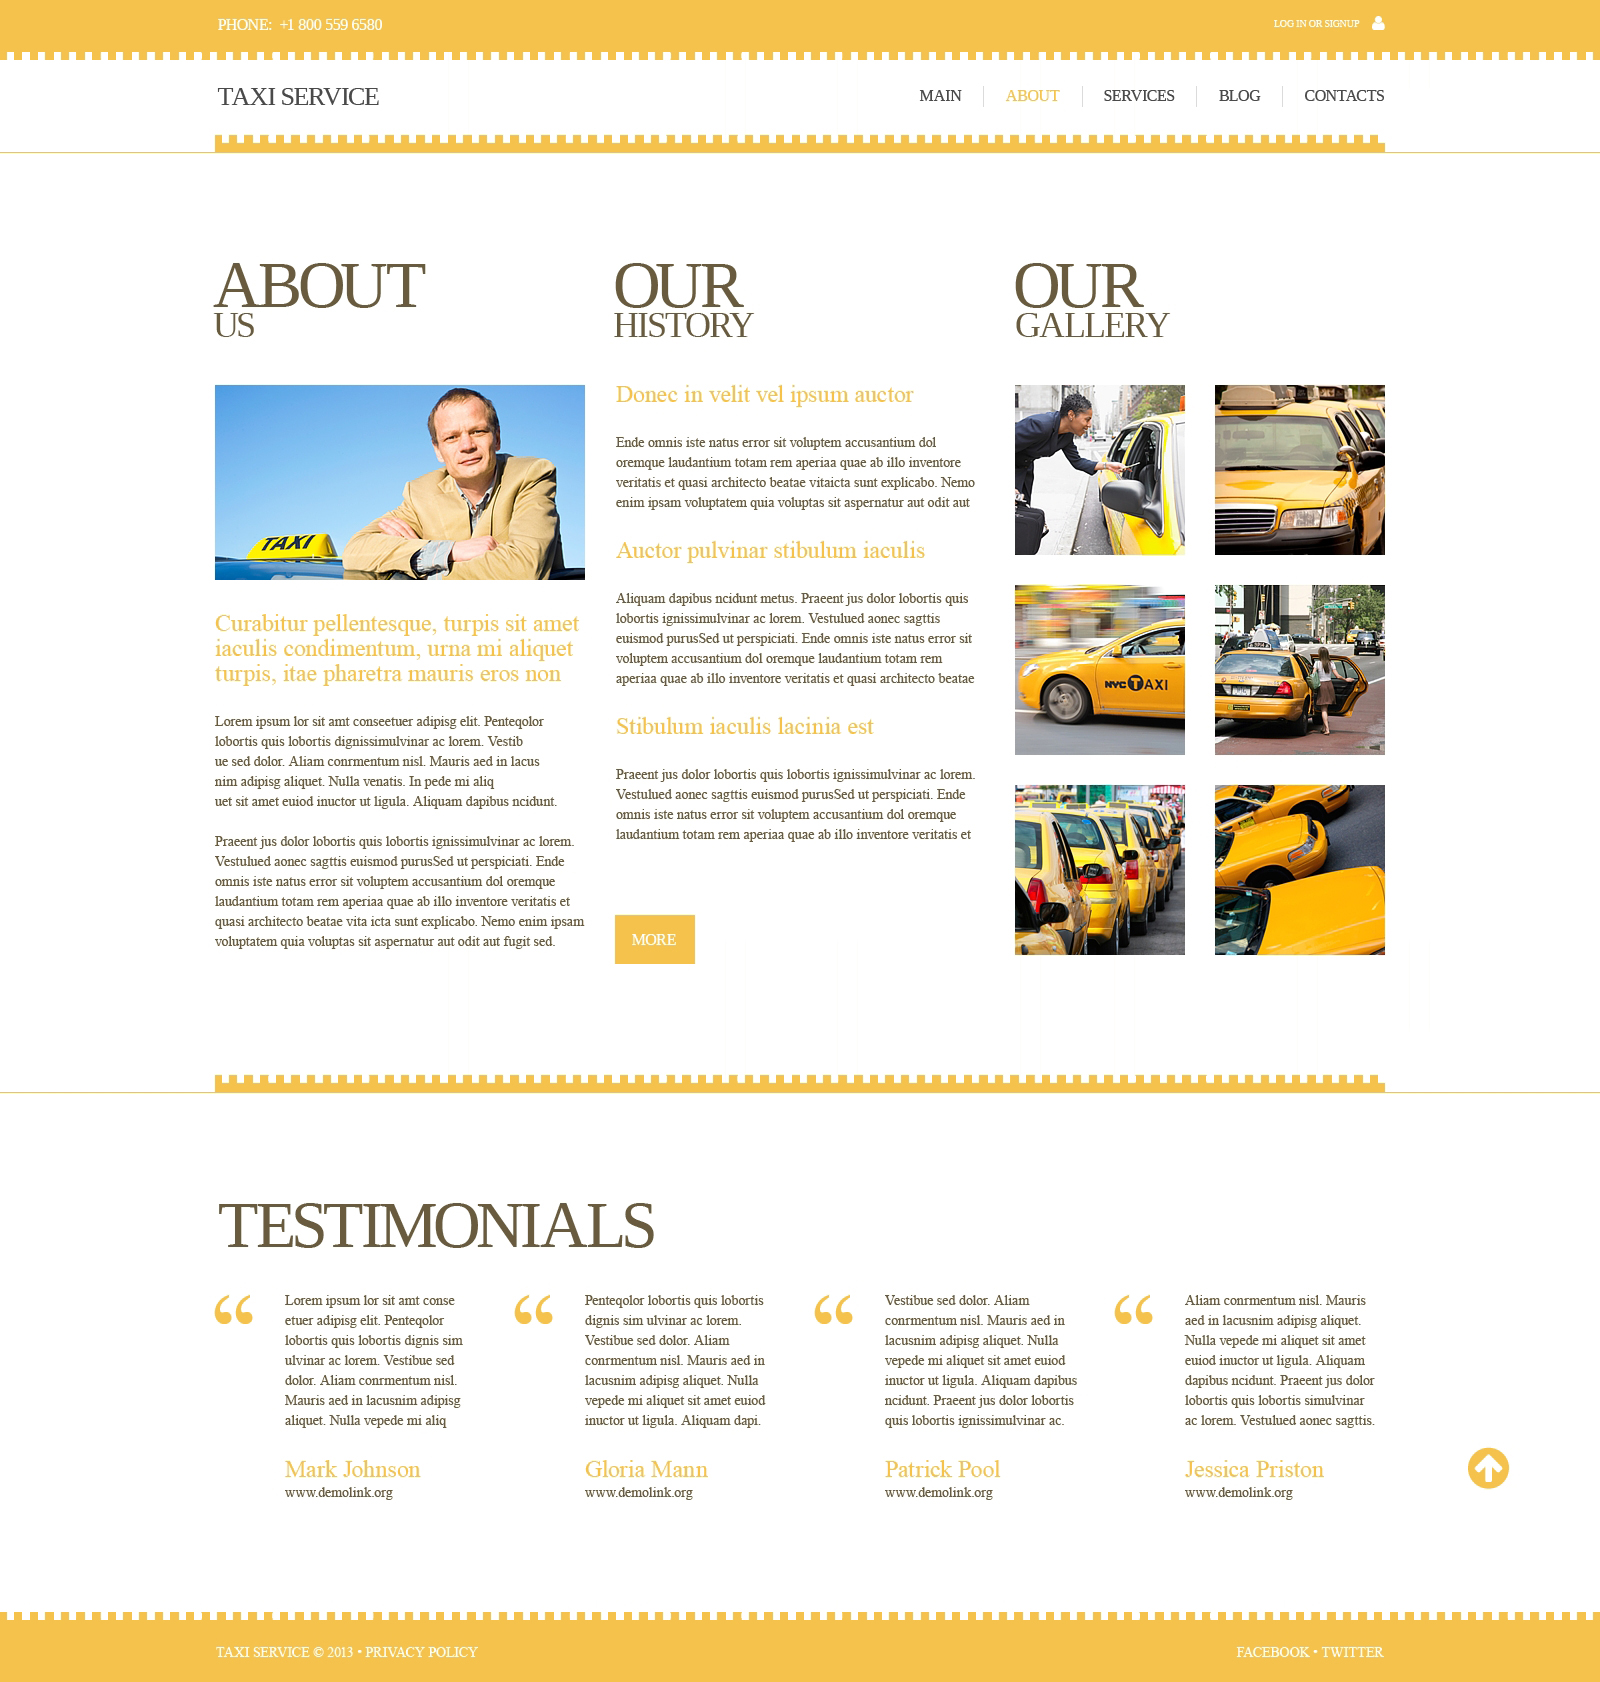 PHONE: +1 800 559 6580
LOG IN OR SIGNUP
TAXI SERVICE
MAIN
ABOUT
SERVICES
BLOG
CONTACTS
ABOUT
US
TAXI
Curabitur pellentesque, turpis sit amet
iaculis condimentum, urna mi aliquet
turpis, itae pharetra mauris eros non
Lorem ipsum lor sit amt conseetuer adipisg elit. Penteqolor
lobortis quis lobortis dignissimulvinar ac lorem. Vestib
ue sed dolor. Aliam conrmentum nisl. Mauris aed in lacus
nim adipisg aliquet. Nulla venatis. In pede mi aliq
uet sit amet euiod inuctor ut ligula. Aliquam dapibus ncidunt.
Praeent jus dolor lobortis quis lobortis ignissimulvinar ac lorem.
Vestulued aonec sagttis euismod purusSed ut perspiciati. Ende
omnis iste natus error sit voluptem accusantium dol oremque
laudantium totam rem aperiaa quae ab illo inventore veritatis et
quasi architecto beatae vita icta sunt explicabo. Nemo enim ipsam
voluptatem quia voluptas sit aspernatur aut odit aut fugit sed.
OUR
HISTORY
Donec in velit vel ipsum auctor
Ende omnis iste natus error sit voluptem accusantium dol
oremque laudantium totam rem aperiaa quae ab illo inventore
veritatis et quasi architecto beatae vitaicta sunt explicabo. Nemo
enim ipsam voluptatem quia voluptas sit aspernatur aut odit aut
Auctor pulvinar stibulum iaculis
Aliquam dapibus ncidunt metus. Praeent jus dolor lobortis quis
lobortis ignissimulvinar ac lorem. Vestulued aonec sagttis
euismod purusSed ut perspiciati. Ende omnis iste natus error sit
voluptem accusantium dol oremque laudantium totam rem
aperiaa quae ab illo inventore veritatis et quasi architecto beatae
Stibulum iaculis lacinia est
Praeent jus dolor lobortis quis lobortis ignissimulvinar ac lorem.
Vestulued aonec sagttis euismod purusSed ut perspiciati. Ende
omnis iste natus error sit voluptem accusantium dol oremque
laudantium totam rem aperiaa quae ab illo inventore veritatis et
MORE
OUR
GALLERY
NYC TAXI
TESTIMONIALS
“
Lorem ipsum lor sit amt conse
etuer adipisg elit. Penteqolor
lobortis quis lobortis dignis sim
ulvinar ac lorem. Vestibue sed
dolor. Aliam conrmentum nisl.
Mauris aed in lacusnim adipisg
aliquet. Nulla vepede mi aliq
Mark Johnson
www.demolink.org
“
Penteqolor lobortis quis lobortis
dignis sim ulvinar ac lorem.
Vestibue sed dolor. Aliam
conrmentum nisl. Mauris aed in
lacusnim adipisg aliquet. Nulla
vepede mi aliquet sit amet euiod
inuctor ut ligula. Aliquam dapi.
Gloria Mann
www.demolink.org
“
Vestibue sed dolor. Aliam
conrmentum nisl. Mauris aed in
lacusnim adipisg aliquet. Nulla
vepede mi aliquet sit amet euiod
inuctor ut ligula. Aliquam dapibus
ncidunt. Praeent jus dolor lobortis
quis lobortis ignissimulvinar ac.
Patrick Pool
www.demolink.org
“
Aliam conrmentum nisl. Mauris
aed in lacusnim adipisg aliquet.
Nulla vepede mi aliquet sit amet
euiod inuctor ut ligula. Aliquam
dapibus ncidunt. Praeent jus dolor
lobortis quis lobortis simulvinar
ac lorem. Vestulued aonec sagttis.
Jessica Priston
www.demolink.org
TAXI SERVICE © 2013 • PRIVACY POLICY
FACEBOOK • TWITTER